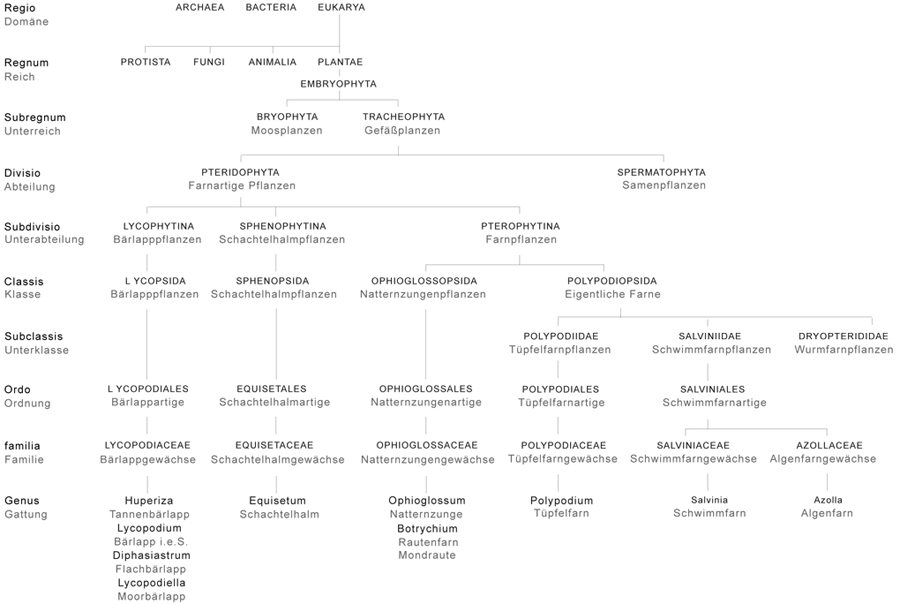 Regio ARCHAEA BACTERIA EUKARYA
Domäne
Regnum PROTISTA FUNGI ANIMALIA PLANTAE
Reich
EMBRYOPHYTA
Subregnum BRYOPHYTA TRACHEOPHYTA
Unterreich Moosplanzen Gefäßplanzen
Divisio PTERIDOPHYTA SPERMATOPHYTA
Abteilung Farnartige Pflanzen Samenpflanzen
Subdivisio LYCOPHYTINA SPHENOPHYTINA PTEROPHYTINA
Unterabteilung Bärlapppflanzen Schachtelhalmpflanzen Farnpflanzen
Classis L YCOPSIDA SPHENOPSIDA OPHIOGLOSSOPSIDA POLYPODIOPSIDA
Klasse Bärlapppflanzen Schachtelhalmpflanzen Natternzungenpflanzen Eigentliche Farne
Subclassis POLYPODIIDAE SALVINIIDAE DRYOPTERIDIDAE
Unterklasse Tüpfelfarnpflanzen Schwimmfarnpflanzen Wurmfarnpflanzen
Ordo L YCOPODIALES EQUISETALES OPHIOGLOSSALES POLYPODIALES SALVINIALES
Ordnung Bärlappartige Schachtelhalmartige Natternzungenartige Tüpfelfarnartige Schwimmfarnartige
familia LYCOPODIACEAE EQUISETACEAE OPHIOGLOSSACEAE POLYPODIACEAE SALVINIACEAE AZOLLACEAE
Familie Bärlappgewächse Schachtelhalmgewächse Natternzungengewächse Tüpfelfarngewächse Schwimmfarngewächse Algenfarngewächse
Genus Huperiza Equisetum Ophioglossum Polypodium Salvinia Azolla
Gattung Tannenbärlapp Schachtelhalm Natternzunge Tüpfelfarn Schwimmfarn Algenfarn
Lycopodium Botrychium
Bärlapp i.e.S. Rautenfarn
Diphasiastrum Mondraute
Flachbärlapp
Lycopodiella
Moorbärlapp